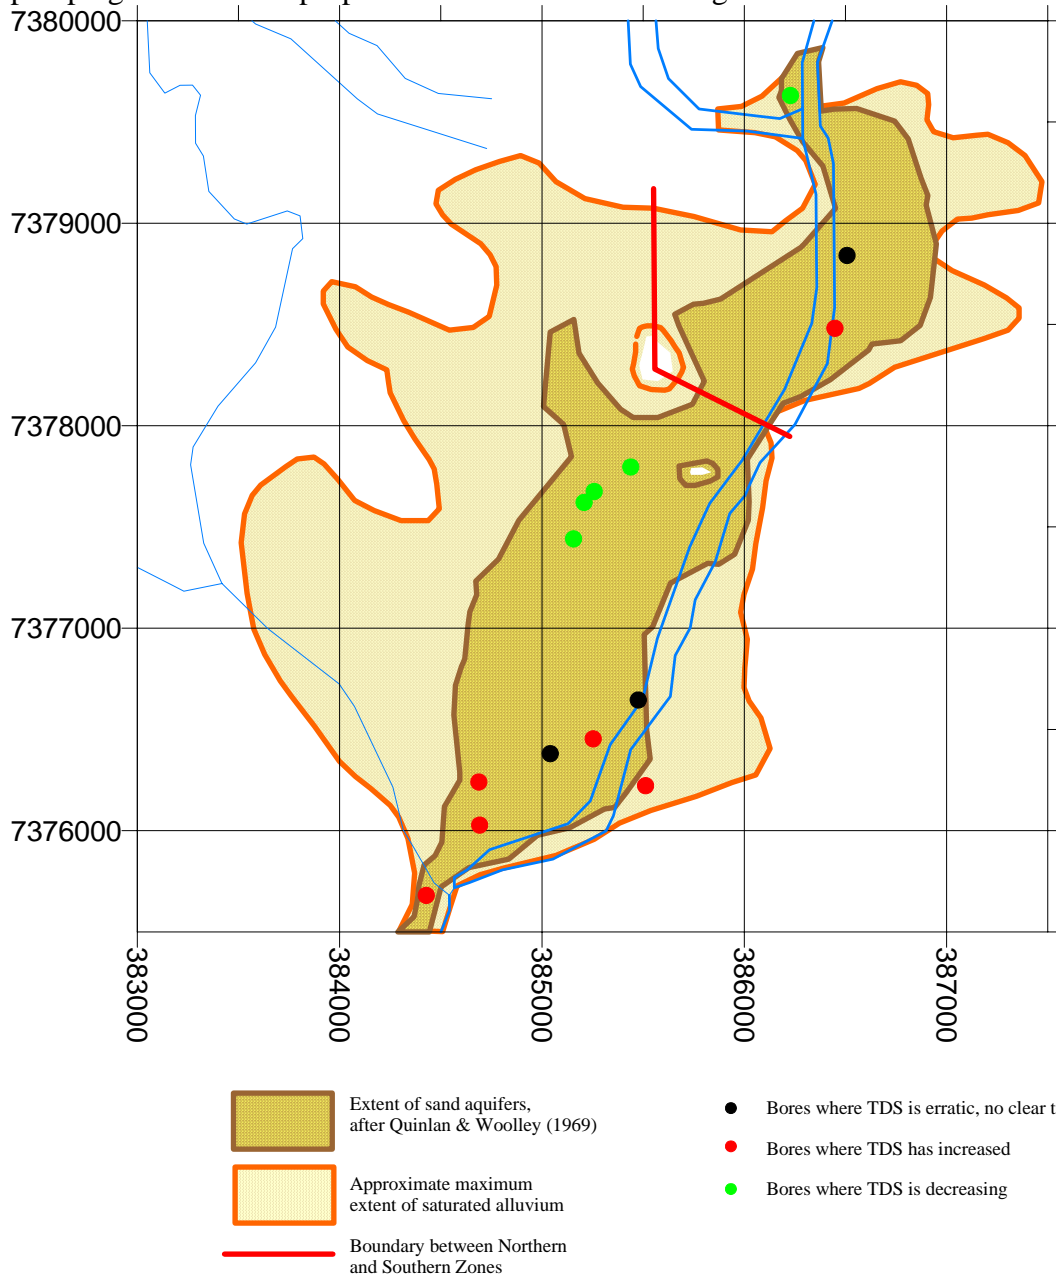 7380000
7379000
7378000
7377000
7376000
383000
384000
385000
386000
387000
Extent of sand aquifers,
after Quinlan & Woolley (1969)
Approximate maximum
extent of saturated alluvium
Boundary between Northern
and Southern Zones
Bores where TDS is erratic, no clear t
Bores where TDS has increased
Bores where TDS is decreasing